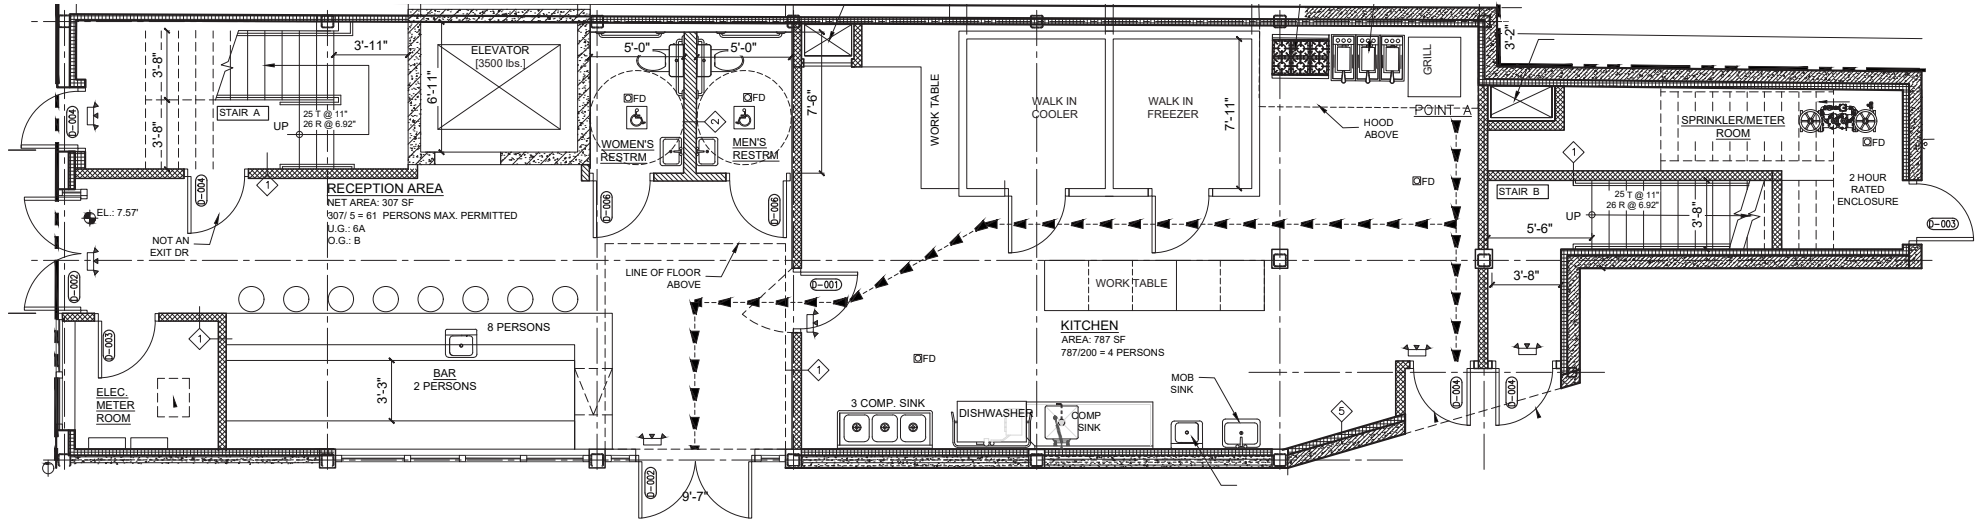 3'-8"
3'-8"
3'-11"
STAIR A
UP
25 T @ 11"
26 R @ 6.92"
6'-11"
ELEVATOR
[3500 lbs.]
5'-0"
5'-0"
FD
FD
2
WOMEN'S
RESTRM
MEN'S
RESTRM
7'-6"
WORK TABLE
WALK IN
COOLER
WALK IN
FREEZER
7'-11"
GRILL
HOOD
ABOVE
POINT A
FD
3'-2"
SPRINKLER/METER
ROOM
FD
1
2 HOUR
RATED
ENCLOSURE
STAIR B
25 T @ 11"
26 R @ 6.92"
UP
3'-8"
5'-6"
3'-8"
D-003
D-004
D-004
1
RECEPTION AREA
NET AREA: 307 SF
307/ 5 = 61 PERSONS MAX. PERMITTED
U.G.: 6A
O.G.: B
EL.: 7.57'
NOT AN
EXIT DR
D-006
D-006
LINE OF FLOOR
ABOVE
D-001
D-002
WORK TABLE
KITCHEN
AREA: 787 SF
787/200 = 4 PERSONS
FD
1
8 PERSONS
BAR
2 PERSONS
3'-3"
D-003
1
ELEC.
METER
ROOM
3 COMP. SINK
DISHWASHER
COMP
SINK
MOB
SINK
5
D-004
D-004
D-002
9'-7"